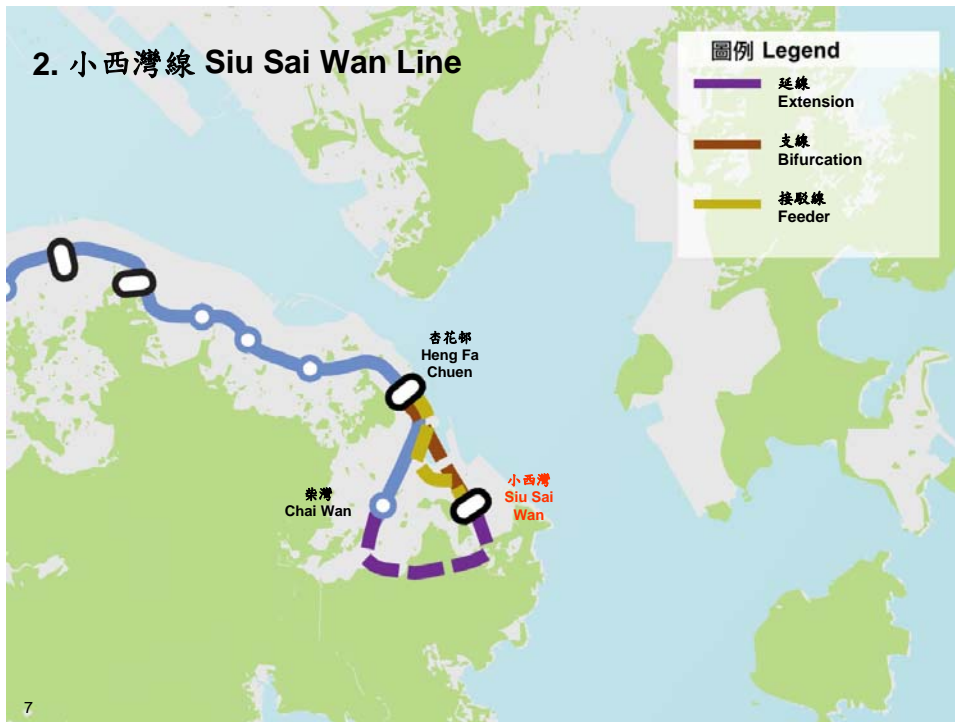 2. 小西灣線 Siu Sai Wan Line
圖例 Legend
延線
Extension
支線
Bifurcation
接駁線
Feeder
杏花邨
Heng Fa
Chuen
柴灣
Chai Wan
小西灣
Siu Sai
Wan
7